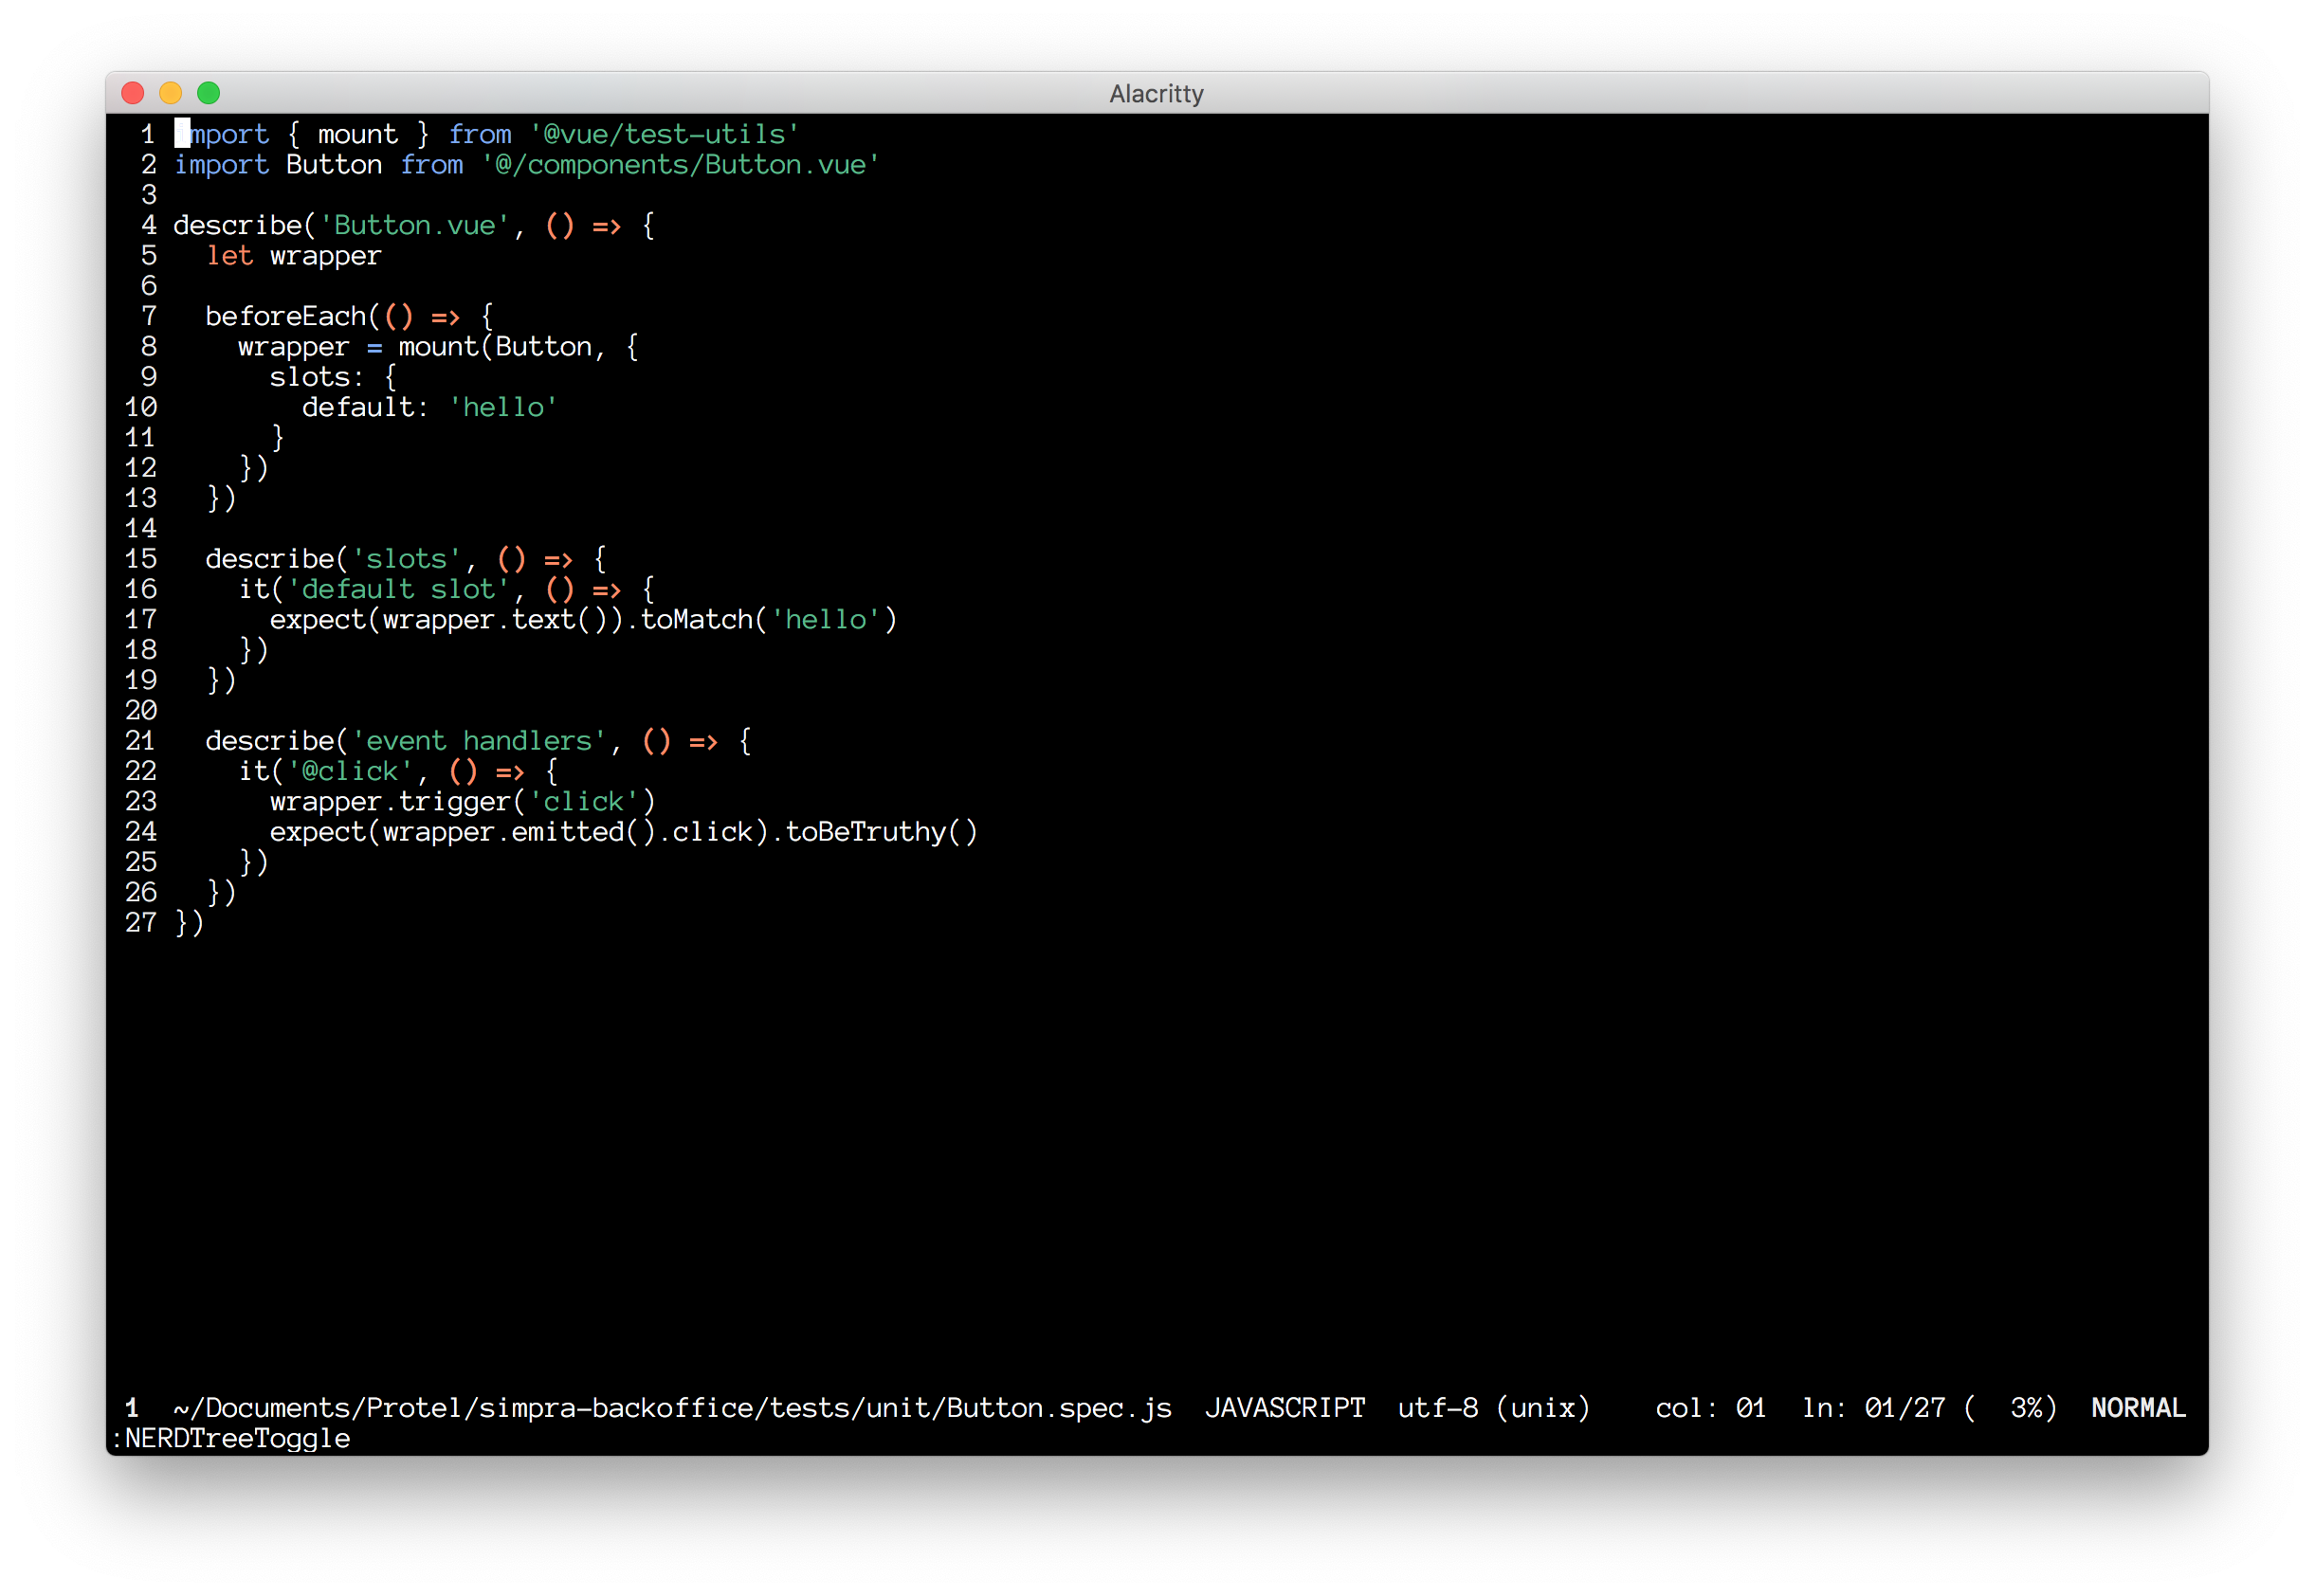 Alacritty
1 import { mount } from '@vue/test-utils'
2 import Button from '@/components/Button.vue'
3
4 describe('Button.vue', () => {
5   let wrapper
6
7   beforeEach(() => {
8     wrapper = mount(Button, {
9       slots: {
10         default: 'hello'
11       }
12     })
13   })
14
15   describe('slots', () => {
16     it('default slot', () => {
17       expect(wrapper.text()).toMatch('hello')
18     })
19   })
20
21   describe('event handlers', () => {
22     it('@click', () => {
23       wrapper.trigger('click')
24       expect(wrapper.emitted().click).toBeTruthy()
25     })
26   })
27 })
1  ~/Documents/Protel/simpra-backoffice/tests/unit/Button.spec.js  JAVASCRIPT  utf-8 (unix)    col: 01  ln: 01/27 (  3%)  NORMAL
:NERDTreeToggle